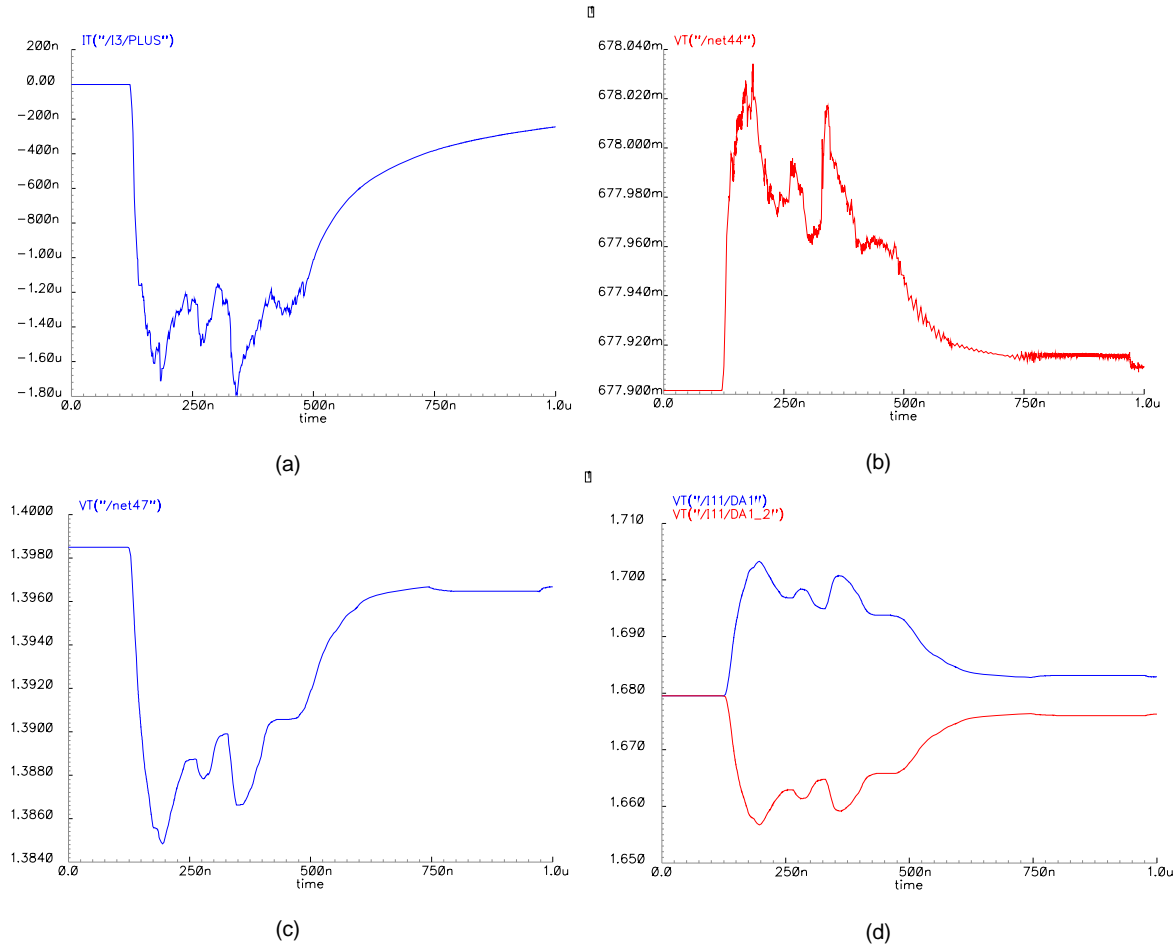 IT("/I3/PLUS")
200n
0.00
-200n
-400n
-600n
-800n
-1.00u
-1.20u
-1.40u
-1.60u
-1.80u
0.0 250n 500n 750n 1.0u
time
(a)
VT("/net44")
678.040m
678.020m
678.000m
677.980m
677.960m
677.940m
677.920m
677.900m
0.0 250n 500n 750n 1.0u
time
(b)
VT("/net47")
1.4000
1.3980
1.3960
1.3940
1.3920
1.3900
1.3880
1.3860
1.3840
0.0 250n 500n 750n 1.0u
time
(c)
VT("/I11/DA1")
VT("/I11/DA1_2")
1.710
1.700
1.690
1.680
1.670
1.660
1.650
0.0 250n 500n 750n 1.0u
time
(d)